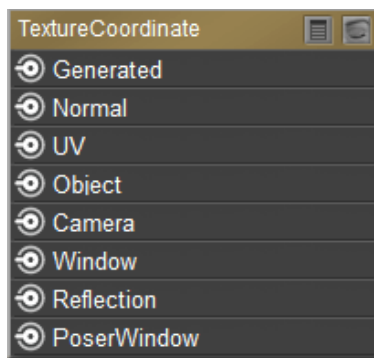 TextureCoordinate
Generated
Normal
UV
Object
Camera
Window
Reflection
PoserWindow